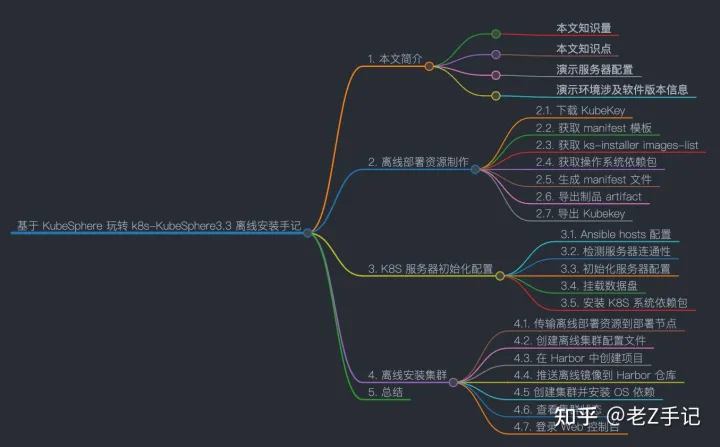 基于 KubeSphere 玩转 k8s-KubeSphere3.3 离线安装手记
1. 本文简介
本文知识量
本文知识点
演示服务器配置
演示环境涉及软件版本信息
2. 离线部署资源制作
2.1. 下载 KubeKey
2.2. 获取 manifest 模板
2.3. 获取 ks-installer images-list
2.4. 获取操作系统依赖包
2.5. 生成 manifest 文件
2.6. 导出制品 artifact
2.7. 导出 Kubekey
3. K8S 服务器初始化配置
3.1. Ansible hosts 配置
3.2. 检测服务器连通性
3.3. 初始化服务器配置
3.4. 挂载数据盘
3.5. 安装 K8S 系统依赖包
4. 离线安装集群
4.1. 传输离线部署资源到部署节点
4.2. 创建离线集群配置文件
4.3. 在 Harbor 中创建项目
4.4. 推送离线镜像到 Harbor 仓库
4.5 创建集群并安装 OS 依赖
4.6. 查看集群状态
4.7. 登录 Web 控制台
5. 总结
知乎 @老Z手记